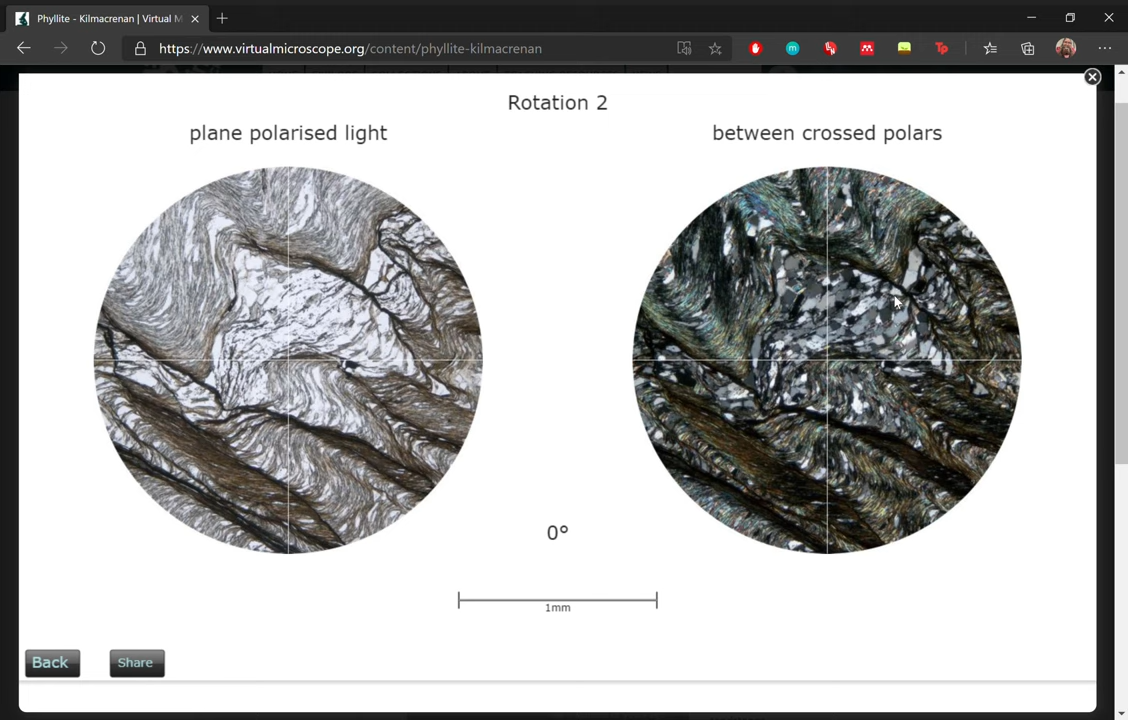 Phyllite - Kilmacrenan | Virtual M
https://www.virtualmicroscope.org/content/phyllite-kilmacrenan
Rotation 2
plane polarised light
between crossed polars
0°
1mm
Back
Share